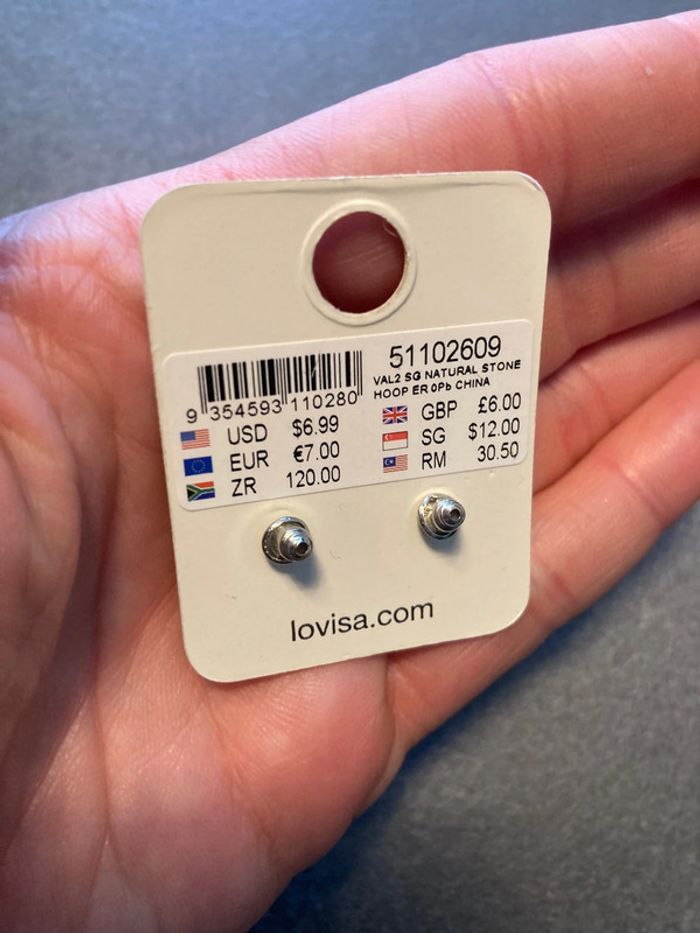 51102609
VAL2 SG NATURAL STONE
HOOP ER 0Pb CHINA
9 354593 110280
USD $6.99
EUR €7.00
ZR 120.00
GBP £6.00
SG $12.00
RM 30.50
lovisa.com